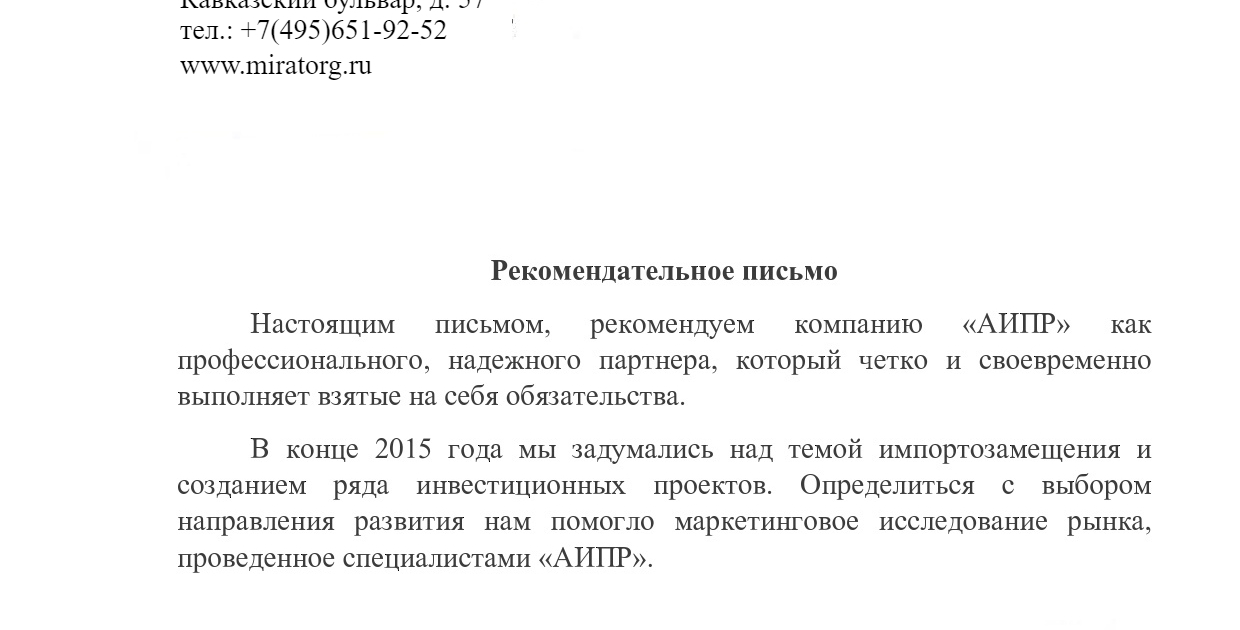 Кавказский бульвар, д. 57
тел.: +7(495)651-92-52
www.miratorg.ru
Рекомендательное письмо
Настоящим письмом, рекомендуем компанию «АИПР» как
профессионального, надежного партнера, который четко и своевременно
выполняет взятые на себя обязательства.
В конце 2015 года мы задумались над темой импортозамещения и
созданием ряда инвестиционных проектов. Определиться с выбором
направления развития нам помогло маркетинговое исследование рынка,
проведенное специалистами «АИПР».